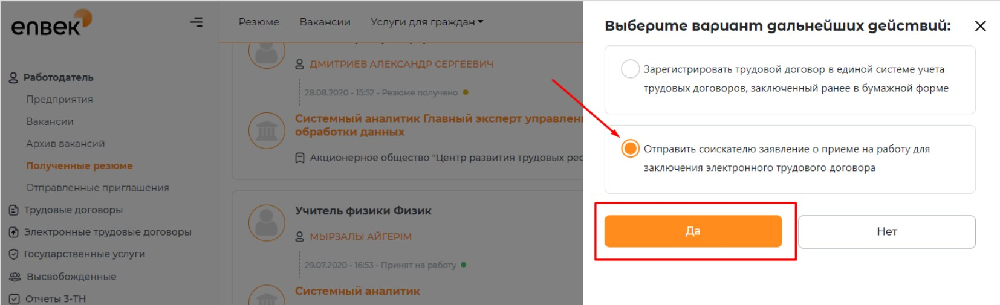 enbek
Работодатель
Предприятия
Вакансии
Архив вакансий
Полученные резюме
Отправленные приглашения
Трудовые договоры
Электронные трудовые договоры
Государственные услуги
Высвобожденные
Отчеты 3-ТН
Резюме Вакансии Услуги для граждан
ДМИТРИЕВ АЛЕКСАНДР СЕРГЕЕВИЧ
28.08.2020 - 15:52 - Резюме получено
Системный аналитик Главный эксперт управлени
обработки данных
Акционерное общество "Центр развития трудовых рес
Учитель физики Физик
МЫРЗАЛЫ АЙГЕРІМ
29.07.2020 - 16:53 - Принят на работу
Системный аналитик
Выберите вариант дальнейших действий:
Зарегистрировать трудовой договор в единой системе учета
трудовых договоров, заключенный ранее в бумажной форме
Отправить соискателю заявление о приеме на работу для
заключения электронного трудового договора
Да
Нет